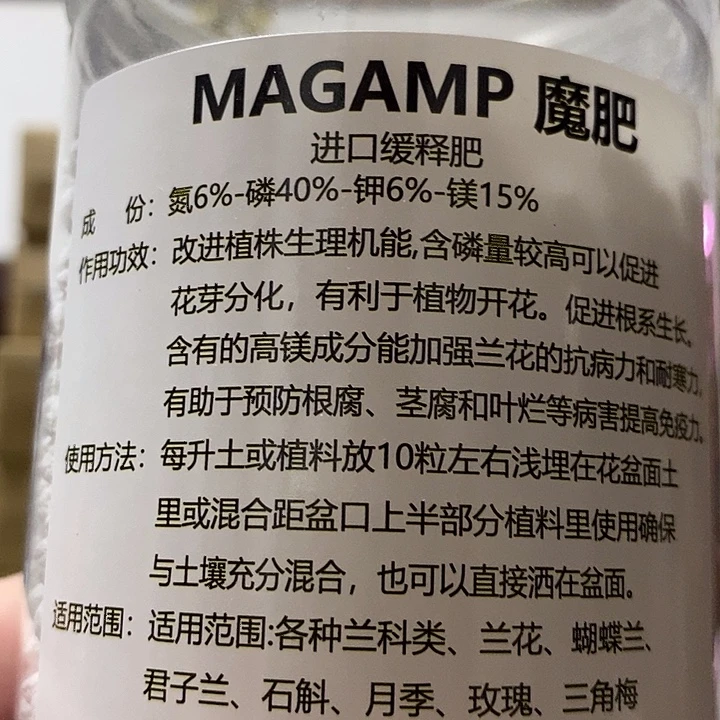 MAGAMP 魔肥
进口缓释肥
成 份：氮6%-磷40%-钾6%-镁15%
作用功效：改进植株生理机能,含磷量较高可以促进
花芽分化，有利于植物开花。促进根系生长。
含有的高镁成分能加强兰花的抗病力和耐寒力,
有助于预防根腐、茎腐和叶烂等病害提高免疫力。
使用方法：每升土或植料放10粒左右浅埋在花盆面土
里或混合距盆口上半部分植料里使用确保
与土壤充分混合，也可以直接洒在盆面。
适用范围：适用范围:各种兰科类、兰花、蝴蝶兰、
君子兰、石斛、月季、玫瑰、三角梅